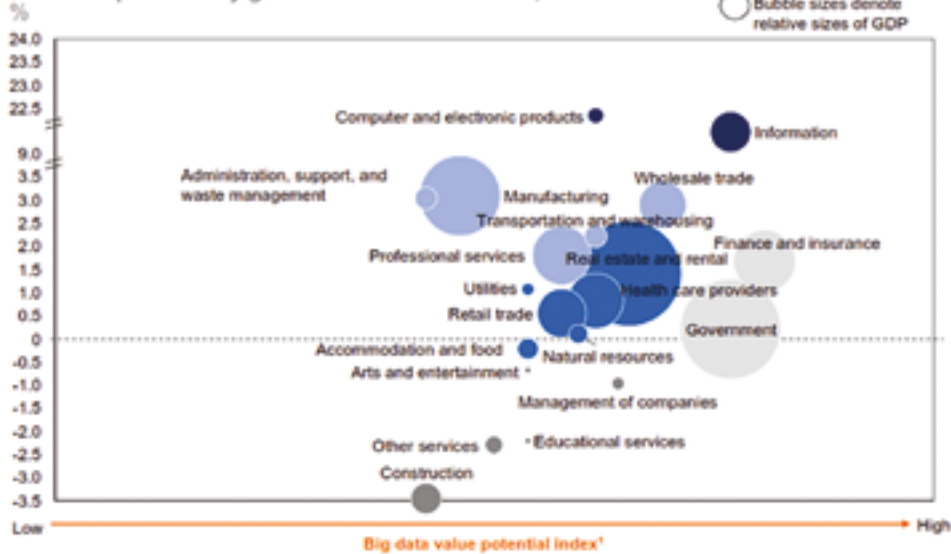 %
Bubble sizes denote
relative sizes of GDP
24.0
23.5
23.0
22.5
9.0
3.5
3.0
2.5
2.0
1.5
1.0
0.5
0
-0.5
-1.0
-1.5
-2.0
-2.5
-3.0
-3.5
Computer and electronic products
Information
Administration, support, and
waste management
Manufacturing
Wholesale trade
Transportation and warehousing
Professional services
Real estate and rental
Finance and insurance
Utilities
Health care providers
Retail trade
Government
Accommodation and food
Natural resources
Arts and entertainment
Management of companies
Other services
Educational services
Construction
Low
High
Big data value potential index¹